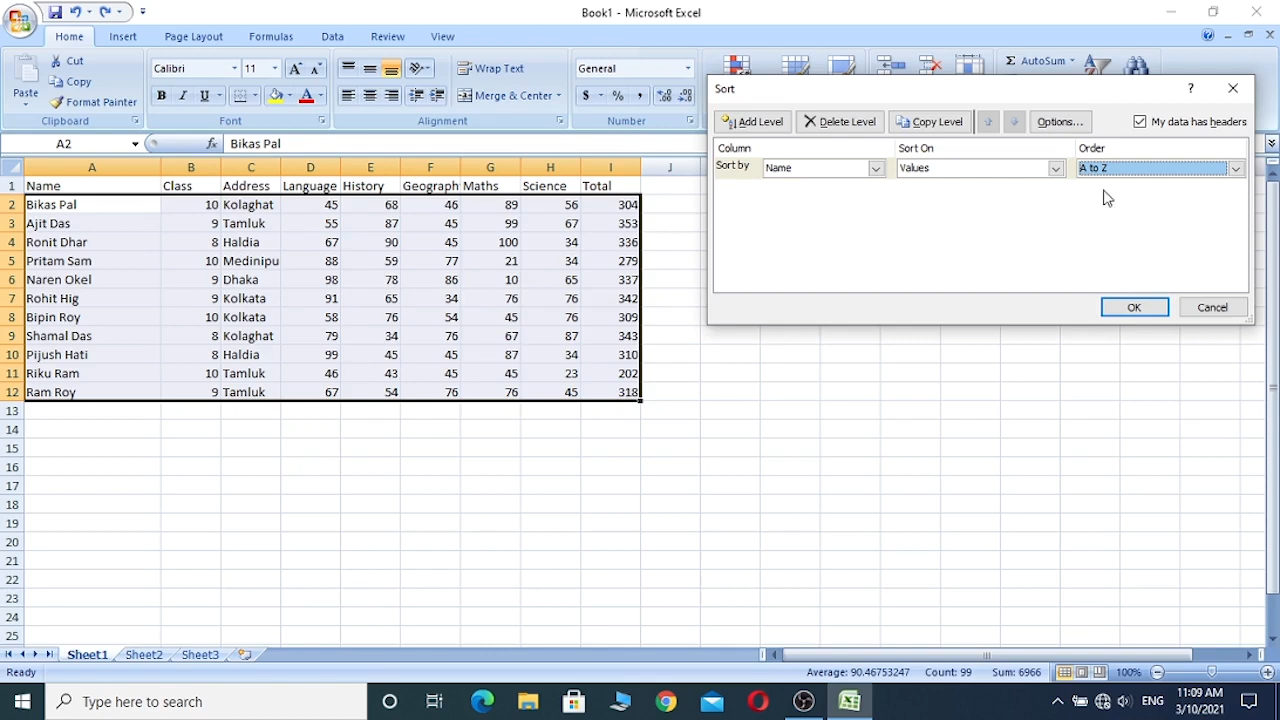 Book1 - Microsoft Excel
Home Insert Page Layout Formulas Data Review View
Paste Cut Copy Format Painter Clipboard
Calibri 11 A A B I U A Font
Wrap Text Merge & Center Alignment
General $ % , Number
Σ AutoSum
A2 fx Bikas Pal
Sort ? 
Add Level Delete Level Copy Level Options... My data has headers
Column Sort On Order
Sort by Name Values A to Z
OK Cancel
A B C D E F G H I J
1 Name Class Address Language History Geograph Maths Science Total
2 Bikas Pal 10 Kolaghat 45 68 46 89 56 304
3 Ajit Das 9 Tamluk 55 87 45 99 67 353
4 Ronit Dhar 8 Haldia 67 90 45 100 34 336
5 Pritam Sam 10 Medinipu 88 59 77 21 34 279
6 Naren Okel 9 Dhaka 98 78 86 10 65 337
7 Rohit Hig 9 Kolkata 91 65 34 76 76 342
8 Bipin Roy 10 Kolkata 58 76 54 45 76 309
9 Shamal Das 8 Kolaghat 79 34 76 67 87 343
10 Pijush Hati 8 Haldia 99 45 45 87 34 310
11 Riku Ram 10 Tamluk 46 43 45 45 23 202
12 Ram Roy 9 Tamluk 67 54 76 76 45 318
13
14
15
16
17
18
19
20
21
22
23
24
25
Sheet1 Sheet2 Sheet3
Ready Average: 90.46753247 Count: 99 Sum: 6966 100%
Type here to search
ENG 11:09 AM
3/10/2021